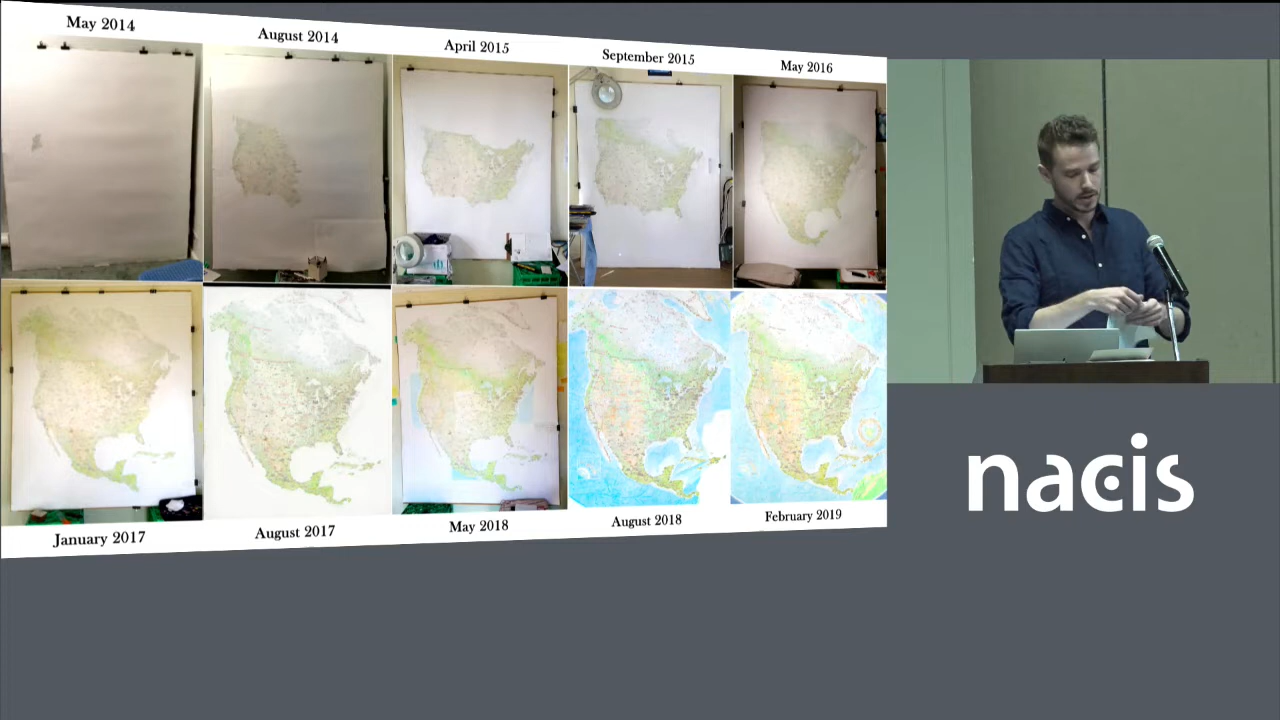 May 2014
August 2014
April 2015
September 2015
May 2016
January 2017
August 2017
May 2018
August 2018
February 2019
nacis